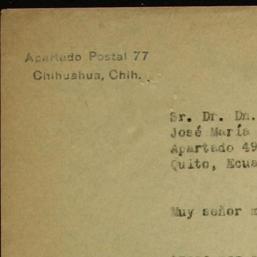 Apartado Postal 77
Chihuahua, Chih.
Sr. Dr. Dn.
José María
Apartado 49
Quito, Ecua
Muy señor m